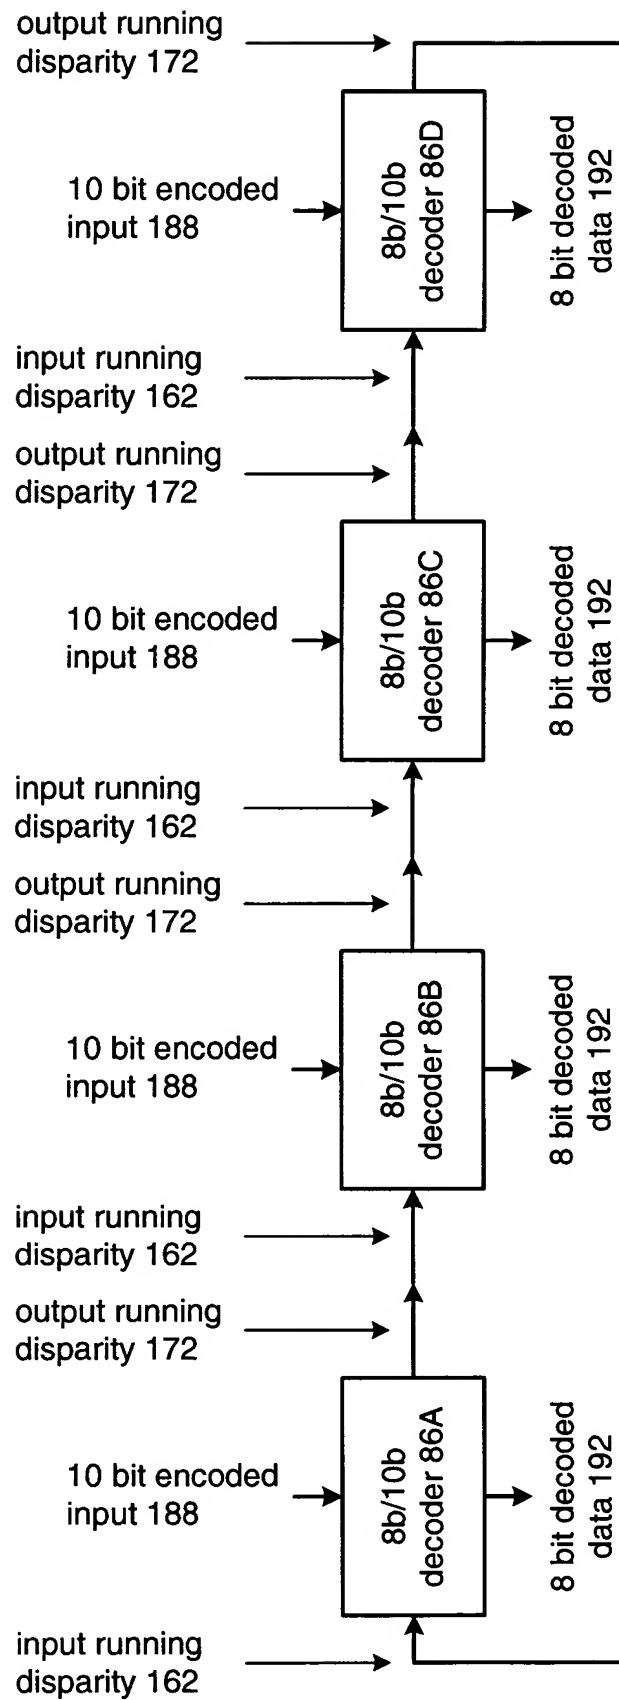 output running
disparity 172
10 bit encoded
input 188
8b/10b
decoder 86D
8 bit decoded
data 192
input running
disparity 162
output running
disparity 172
10 bit encoded
input 188
8b/10b
decoder 86C
8 bit decoded
data 192
input running
disparity 162
output running
disparity 172
10 bit encoded
input 188
8b/10b
decoder 86B
8 bit decoded
data 192
input running
disparity 162
output running
disparity 172
10 bit encoded
input 188
8b/10b
decoder 86A
8 bit decoded
data 192
input running
disparity 162